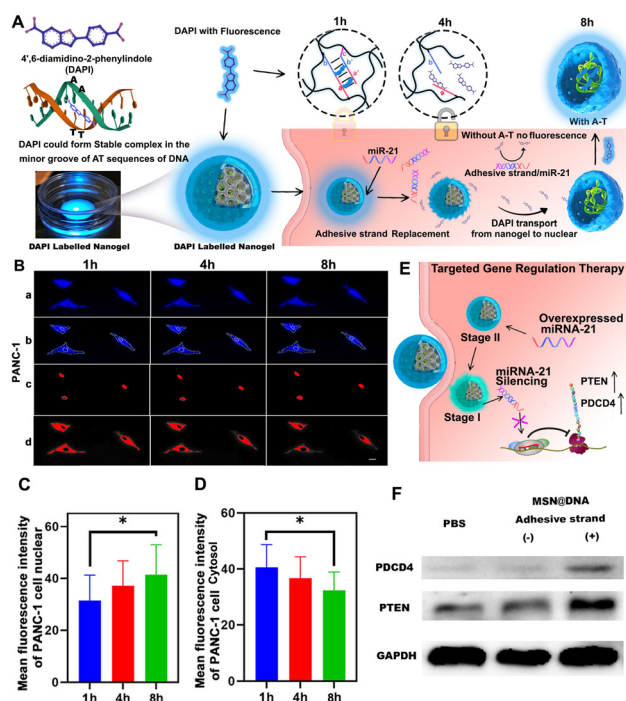 A
4',6-diamidino-2-phenylindole
(DAPI)
A
A
T
T
DAPI could form Stable complex in the
minor groove of AT sequences of DNA
DAPI Labelled Nanogel
DAPI with Fluorescence
DAPI Labelled Nanogel
1h
4h
8h
c
b
b'
a'
a
b
a
With A-T
Without A-T no fluorescence
miR-21
Adhesive strand/miR-21
Adhesive strand Replacement
DAPI transport
from nanogel to nuclear
B
1h
4h
8h
PANC-1
a
b
c
d
C
Mean fluorescence intensity
of PANC-1 cell nuclear
60
40
20
0
*
1h
4h
8h
D
Mean fluorescence intensity
of PANC-1 cell Cytosol
60
40
20
0
*
1h
4h
8h
E
Targeted Gene Regulation Therapy
Stage II
Overexpressed
miRNA-21
miRNA-21
Silencing
Stage I
PTEN
PDCD4
F
MSN@DNA
PBS
Adhesive strand
(-)
(+)
PDCD4
PTEN
GAPDH